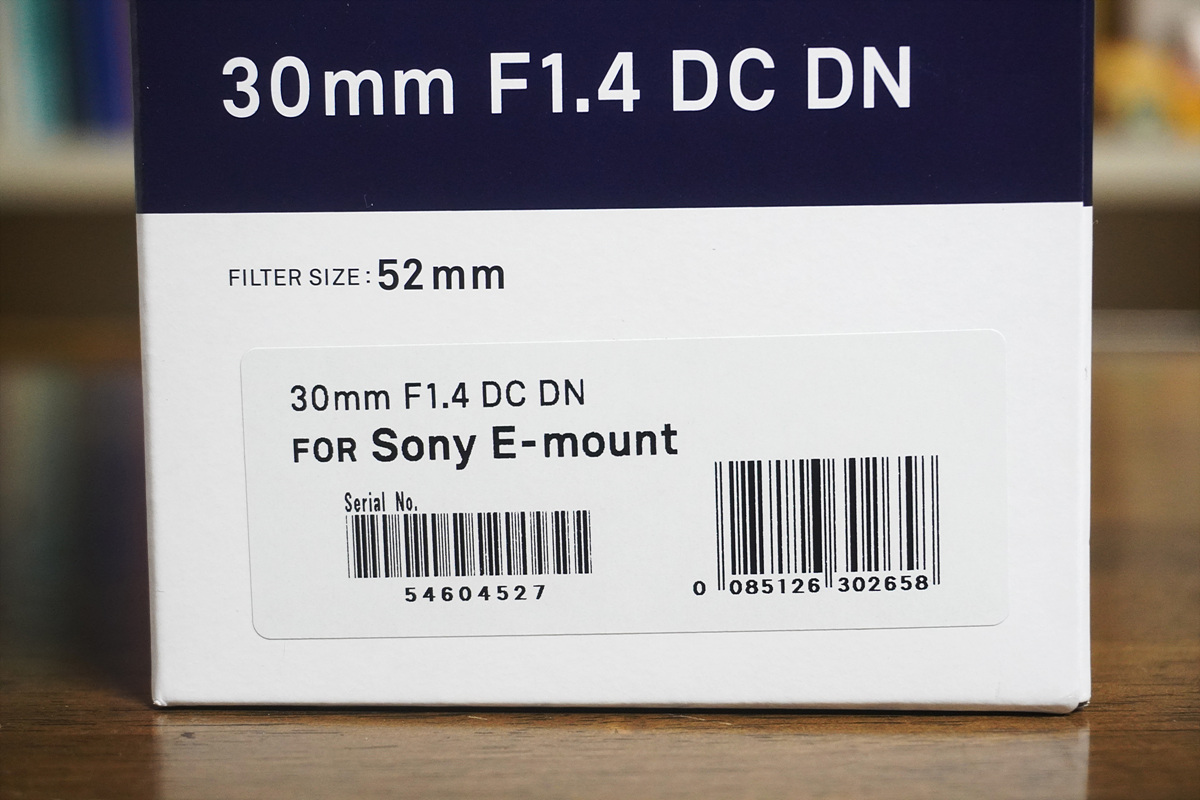 30mm F1.4 DC DN
FILTER SIZE: 52mm
30mm F1.4 DC DN
FOR Sony E-mount
Serial No.
54604527
0 085126 302658